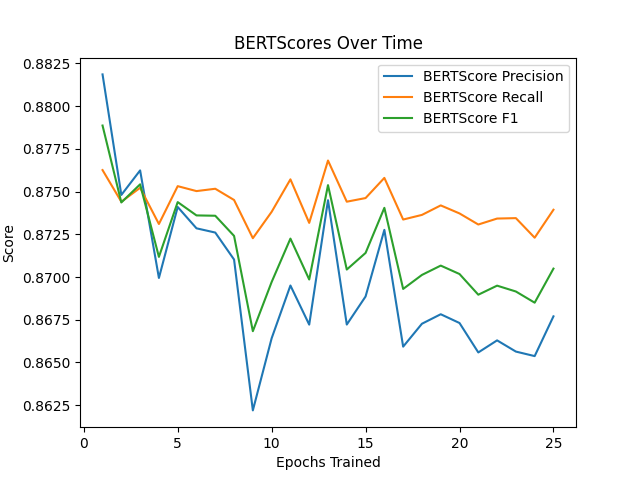 BERTScores Over Time
BERTScore Precision
BERTScore Recall
BERTScore F1
Score
0.8825
0.8800
0.8775
0.8750
0.8725
0.8700
0.8675
0.8650
0.8625
0 5 10 15 20 25
Epochs Trained